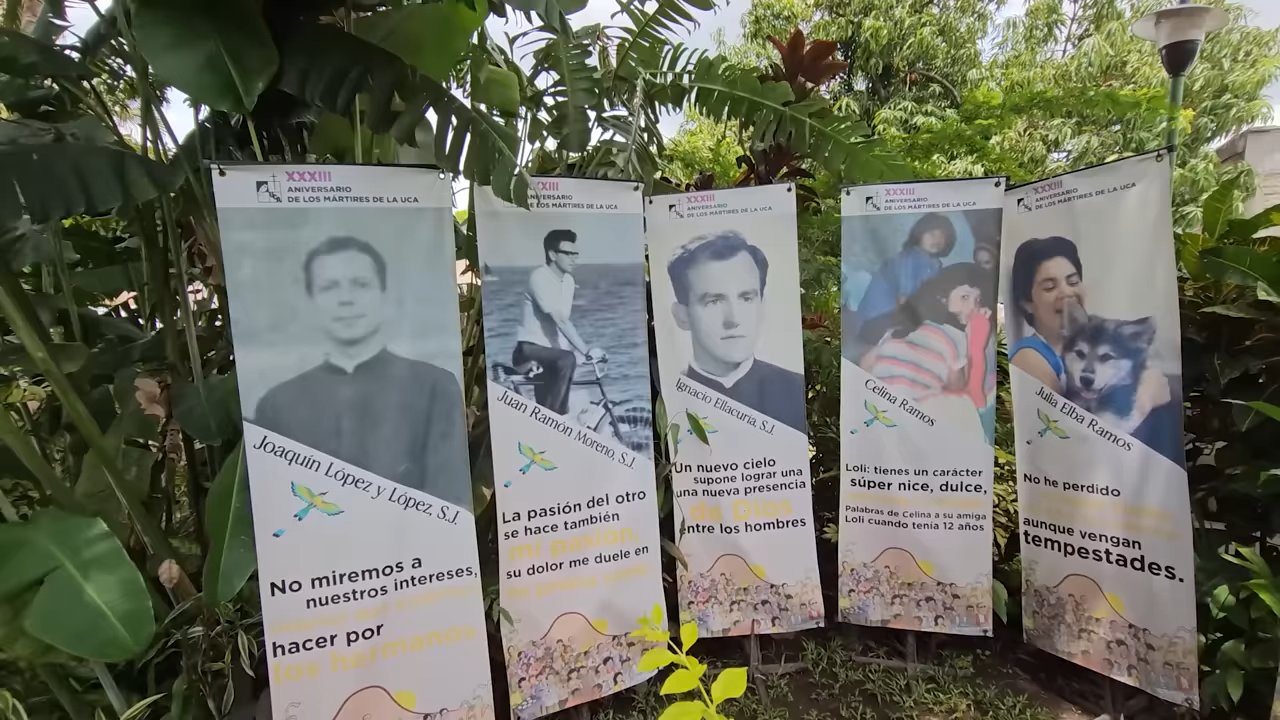 XXXIII
ANIVERSARIO
DE LOS MÁRTIRES DE LA UCA
Joaquín López y López, S.J.
No miremos a
nuestros intereses,
hacer por
los hermanos
XXXIII
ANIVERSARIO
DE LOS MÁRTIRES DE LA UCA
Juan Ramón Moreno, S.J.
La pasión del otro
se hace también
mi pasión,
su dolor me duele en
XXXIII
ANIVERSARIO
DE LOS MÁRTIRES DE LA UCA
Ignacio Ellacuría, S.J.
Un nuevo cielo
supone lograr una
una nueva presencia
de Dios
entre los hombres
XXXIII
ANIVERSARIO
DE LOS MÁRTIRES DE LA UCA
Celina Ramos
Loli: tienes un carácter
súper nice, dulce,
Palabras de Celina a su amiga
Loli cuando tenía 12 años
XXXIII
ANIVERSARIO
DE LOS MÁRTIRES DE LA UCA
Julia Elba Ramos
No he perdido
aunque vengan
tempestades.